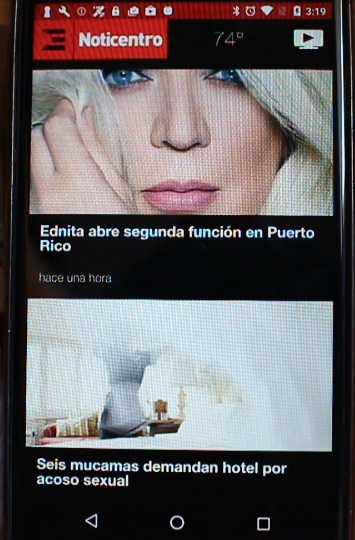 3:19
Noticentro
74°
Ednita abre segunda función en Puerto
Rico
hace una hora
Seis mucamas demandan hotel por
acoso sexual